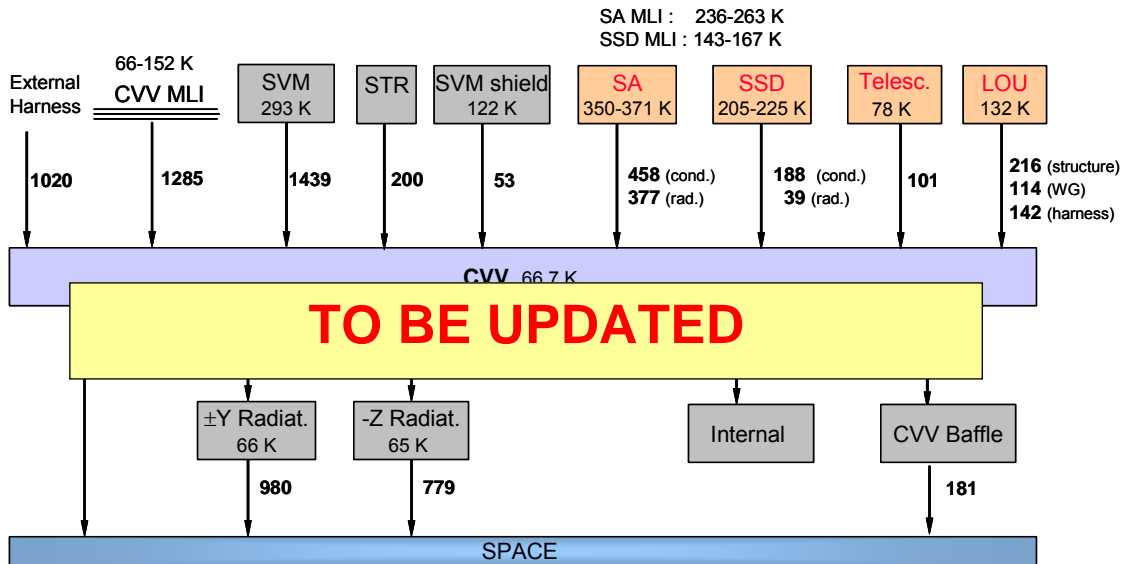 SA MLI : 236-263 K
SSD MLI : 143-167 K
External
Harness
66-152 K
CVV MLI
SVM
293 K
STR
SVM shield
122 K
SA
350-371 K
SSD
205-225 K
Telesc.
78 K
LOU
132 K
1020
1285
1439
200
53
458 (cond.)
377 (rad.)
188 (cond.)
39 (rad.)
101
216 (structure)
114 (WG)
142 (harness)
CVV 66.7 K
TO BE UPDATED
±Y Radiat.
66 K
-Z Radiat.
65 K
Internal
CVV Baffle
980
779
181
SPACE